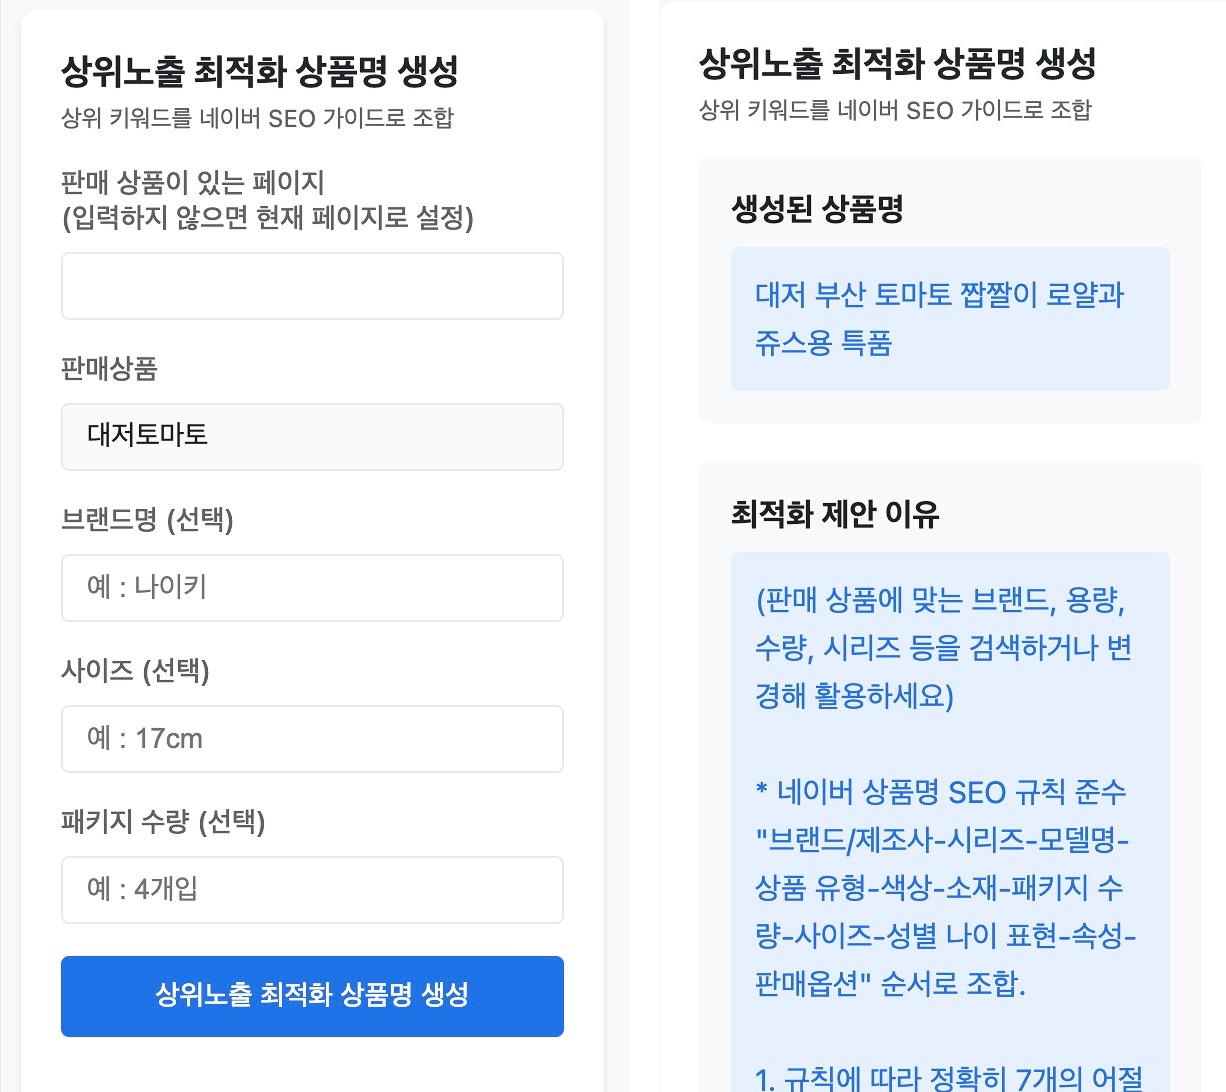 상위노출 최적화 상품명 생성
상위 키워드를 네이버 SEO 가이드로 조합
판매 상품이 있는 페이지
(입력하지 않으면 현재 페이지로 설정)
판매상품
대저토마토
브랜드명 (선택)
예 : 나이키
사이즈 (선택)
예 : 17cm
패키지 수량 (선택)
예 : 4개입
상위노출 최적화 상품명 생성
상위노출 최적화 상품명 생성
상위 키워드를 네이버 SEO 가이드로 조합
생성된 상품명
대저 부산 토마토 짭짤이 로얄과
쥬스용 특품
최적화 제안 이유
(판매 상품에 맞는 브랜드, 용량,
수량, 시리즈 등을 검색하거나 변
경해 활용하세요)
* 네이버 상품명 SEO 규칙 준수
"브랜드/제조사-시리즈-모델명-
상품 유형-색상-소재-패키지 수
량-사이즈-성별 나이 표현-속성-
판매옵션" 순서로 조합.
1. 규칙에 따라 정확히 7개의 어절